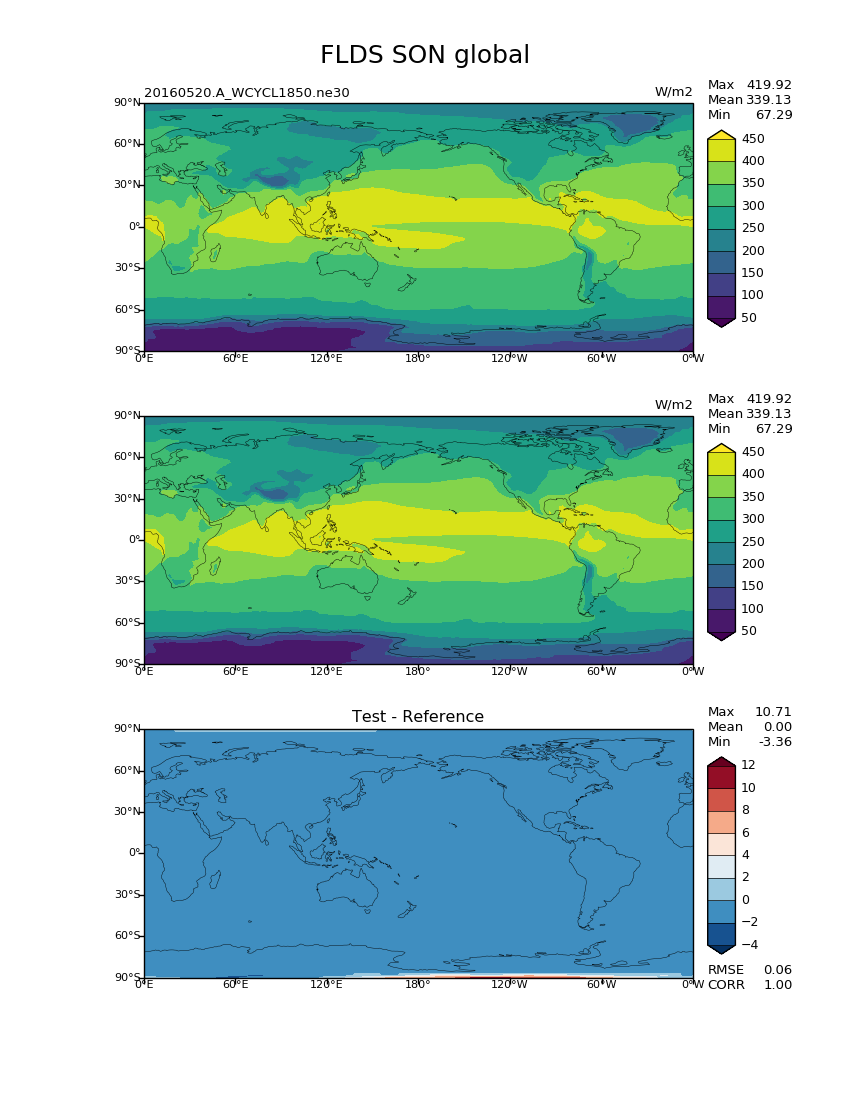 FLDS SON global
20160520.A_WCYCL1850.ne30
W/m2
Max 419.92
Mean 339.13
Min 67.29
90°N
60°N
30°N
0°
30°S
60°S
90°S
0°E 60°E 120°E 180° 120°W 60°W 0°W
450
400
350
300
250
200
150
100
50
W/m2
Max 419.92
Mean 339.13
Min 67.29
90°N
60°N
30°N
0°
30°S
60°S
90°S
0°E 60°E 120°E 180° 120°W 60°W 0°W
450
400
350
300
250
200
150
100
50
Test - Reference
Max 10.71
Mean 0.00
Min -3.36
90°N
60°N
30°N
0°
30°S
60°S
90°S
0°E 60°E 120°E 180° 120°W 60°W 0°W
12
10
8
6
4
2
0
−2
−4
RMSE 0.06
CORR 1.00